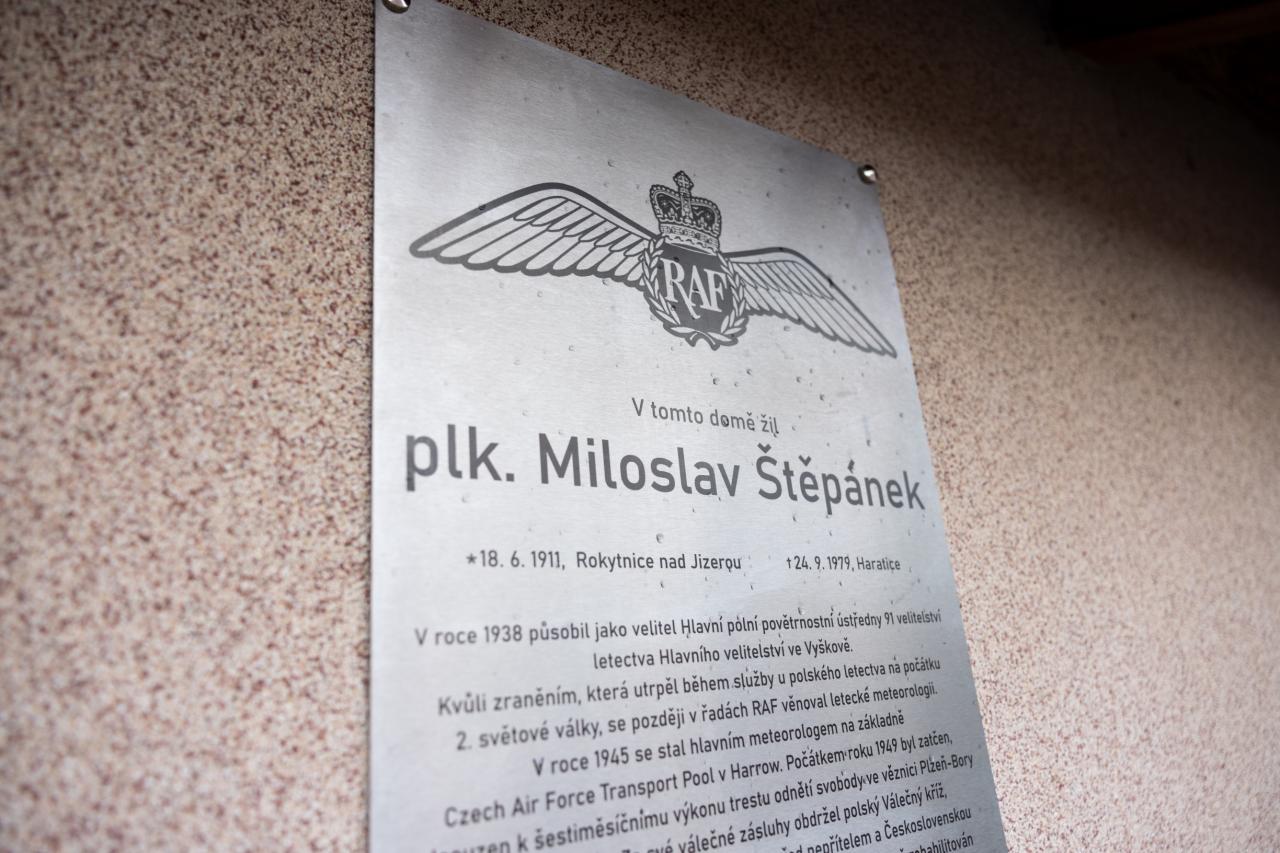 RAF
V tomto domě žil
plk. Miloslav Štěpánek
*18. 6. 1911, Rokytnice nad Jizerou †24. 9. 1979, Haratice
V roce 1938 působil jako velitel Hlavní polní povětrnostní ústředny 91 velitelství
letectva Hlavního velitelství ve Vyškově.
Kvůli zraněním, která utrpěl během služby u polského letectva na počátku
2. světové války, se později v řadách RAF věnoval letecké meteorologii.
V roce 1945 se stal hlavním meteorologem na základně
Czech Air Force Transport Pool v Harrow. Počátkem roku 1949 byl zatčen,
k šestiměsíčnímu výkonu trestu odnětí svobody ve věznici Plzeň-Bory
své válečné zásluhy obdržel polský Válečný kříž,
nepřítelem a Československou